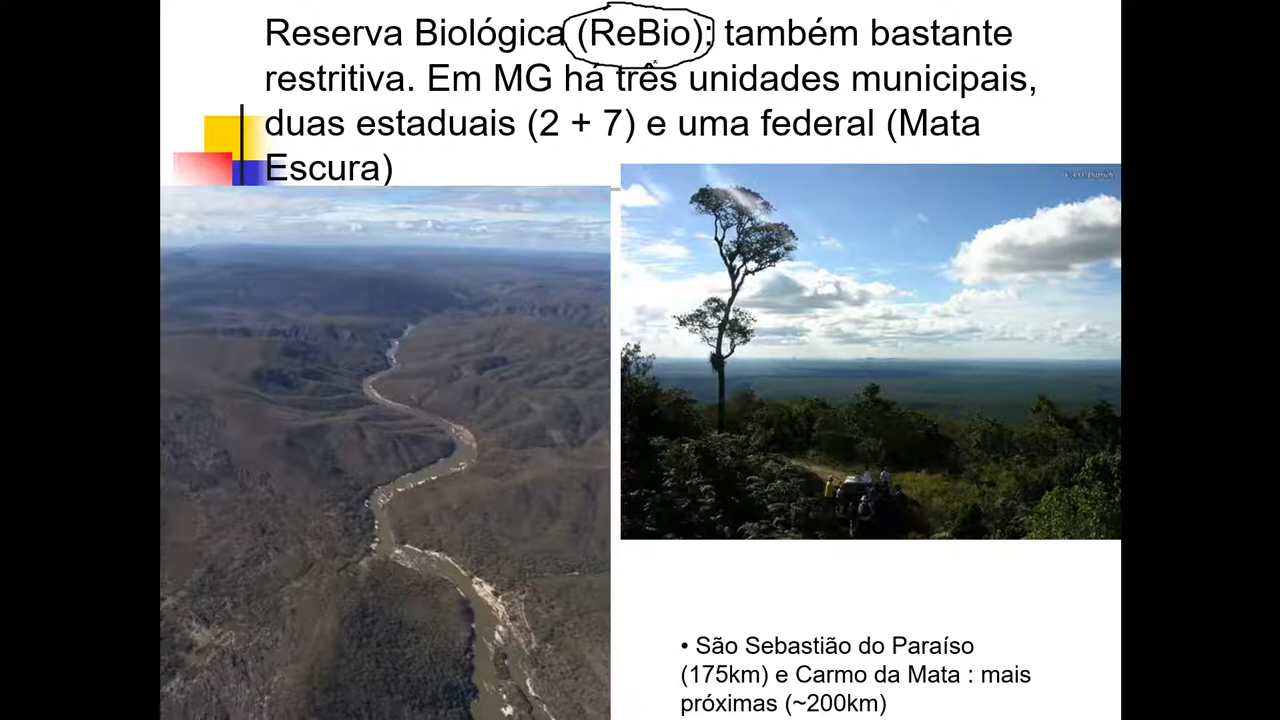 Reserva Biológica (ReBio): também bastante
restritiva. Em MG há três unidades municipais,
duas estaduais (2 + 7) e uma federal (Mata
Escura)
V.A.O. Dittrich
• São Sebastião do Paraíso
(175km) e Carmo da Mata : mais
próximas (~200km)